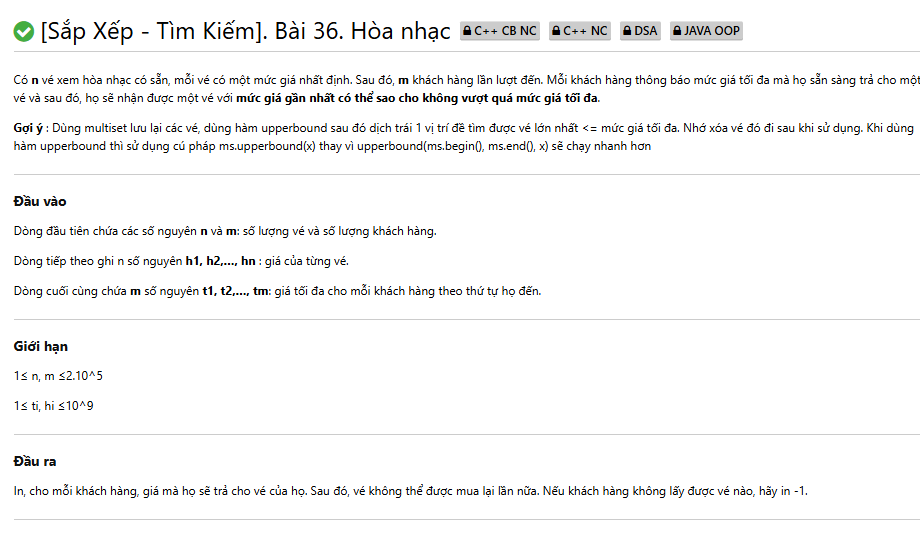 [Sắp Xếp - Tìm Kiếm]. Bài 36. Hòa nhạc C++ CB NC C++ NC DSA JAVA OOP
Có n vé xem hòa nhạc có sẵn, mỗi vé có một mức giá nhất định. Sau đó, m khách hàng lần lượt đến. Mỗi khách hàng thông báo mức giá tối đa mà họ sẵn sàng trả cho một
vé và sau đó, họ sẽ nhận được một vé với mức giá gần nhất có thể sao cho không vượt quá mức giá tối đa.
Gợi ý : Dùng multiset lưu lại các vé, dùng hàm upperbound sau đó dịch trái 1 vị trí đề tìm được vé lớn nhất <= mức giá tối đa. Nhớ xóa vé đó đi sau khi sử dụng. Khi dùng
hàm upperbound thì sử dụng cú pháp ms.upperbound(x) thay vì upperbound(ms.begin(), ms.end(), x) sẽ chạy nhanh hơn
Đầu vào
Dòng đầu tiên chứa các số nguyên n và m: số lượng vé và số lượng khách hàng.
Dòng tiếp theo ghi n số nguyên h1, h2,..., hn : giá của từng vé.
Dòng cuối cùng chứa m số nguyên t1, t2,..., tm: giá tối đa cho mỗi khách hàng theo thứ tự họ đến.
Giới hạn
1≤ n, m ≤2.10^5
1≤ ti, hi ≤10^9
Đầu ra
In, cho mỗi khách hàng, giá mà họ sẽ trả cho vé của họ. Sau đó, vé không thể được mua lại lần nữa. Nếu khách hàng không lấy được vé nào, hãy in -1.